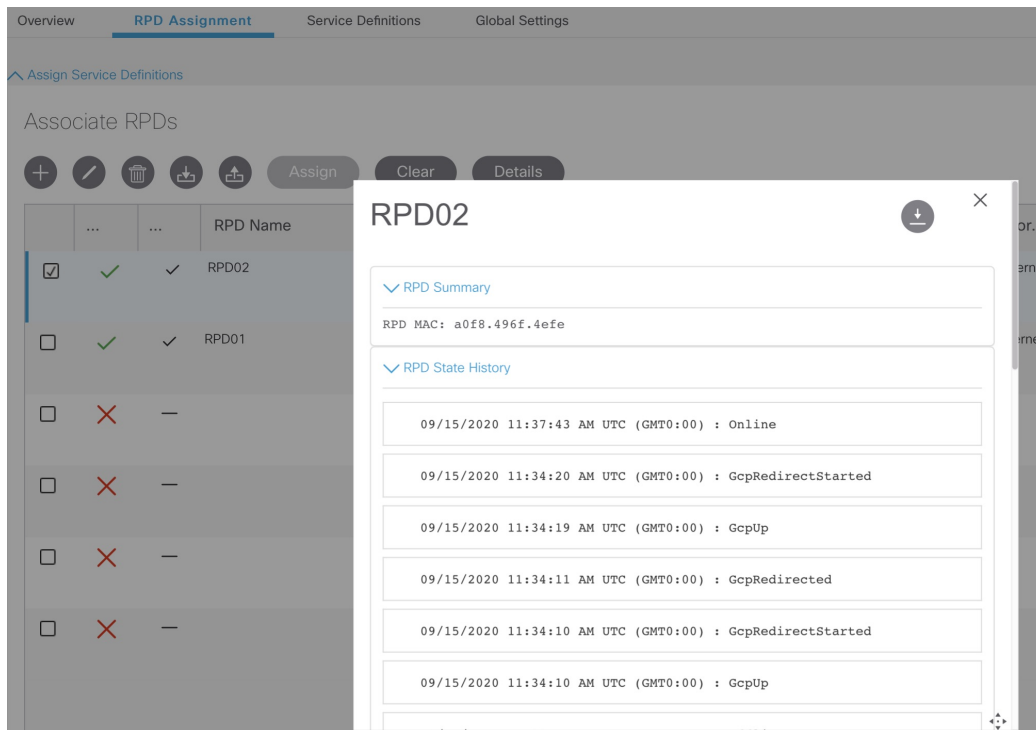 Overview RPD Assignment Service Definitions Global Settings
Assign Service Definitions
Associate RPDs
Assign Clear Details
... ... RPD Name
RPD02
RPD01
RPD02
RPD Summary
RPD MAC: a0f8.496f.4efe
RPD State History
09/15/2020 11:37:43 AM UTC (GMT0:00) : Online
09/15/2020 11:34:20 AM UTC (GMT0:00) : GcpRedirectStarted
09/15/2020 11:34:19 AM UTC (GMT0:00) : GcpUp
09/15/2020 11:34:11 AM UTC (GMT0:00) : GcpRedirected
09/15/2020 11:34:10 AM UTC (GMT0:00) : GcpRedirectStarted
09/15/2020 11:34:10 AM UTC (GMT0:00) : GcpUp